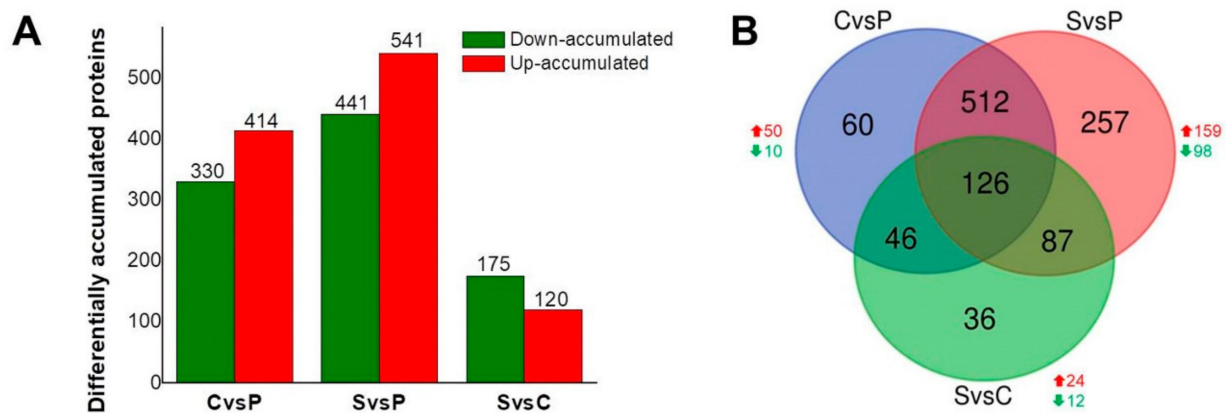 A
Differentially accumulated proteins
500
400
300
200
100
0
330
414
441
541
175
120
CvsP
SvsP
SvsC
Down-accumulated
Up-accumulated
B
CvsP
SvsP
60
512
257
126
46
87
36
50
10
159
98
SvsC
24
12